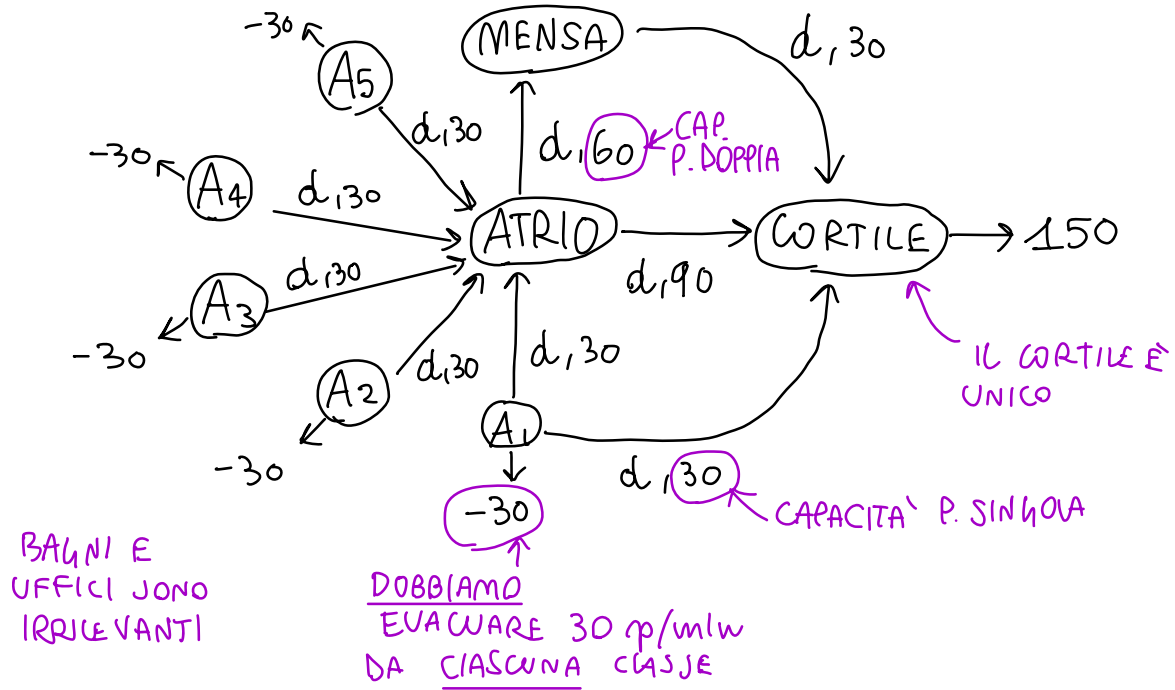 -30
A5
d,30
MENSA
d,30
d,60
CAP.
P. DOPPIA
-30
A4
d,30
ATRIO
d,90
CORTILE
150
A3
d,30
-30
A2
d,30
-30
d,30
A1
-30
d,30
IL CORTILE È
UNICO
CAPACITÀ P. SINGOLA
BAGNI E
UFFICI SONO
IRRILEVANTI
DOBBIAMO
EVACUARE 30 p/min
DA CIASCUNA CLASSE